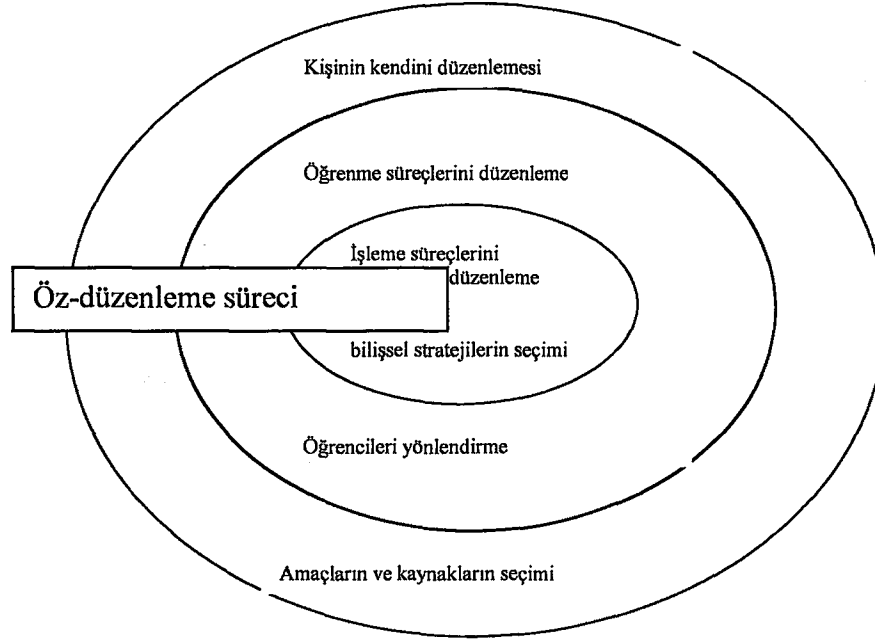 Kişinin kendini düzenlemesi
Öğrenme süreçlerini düzenleme
İşleme süreçlerini
düzenleme
Öz-düzenleme süreci
bilişsel stratejilerin seçimi
Öğrencileri yönlendirme
Amaçların ve kaynakların seçimi